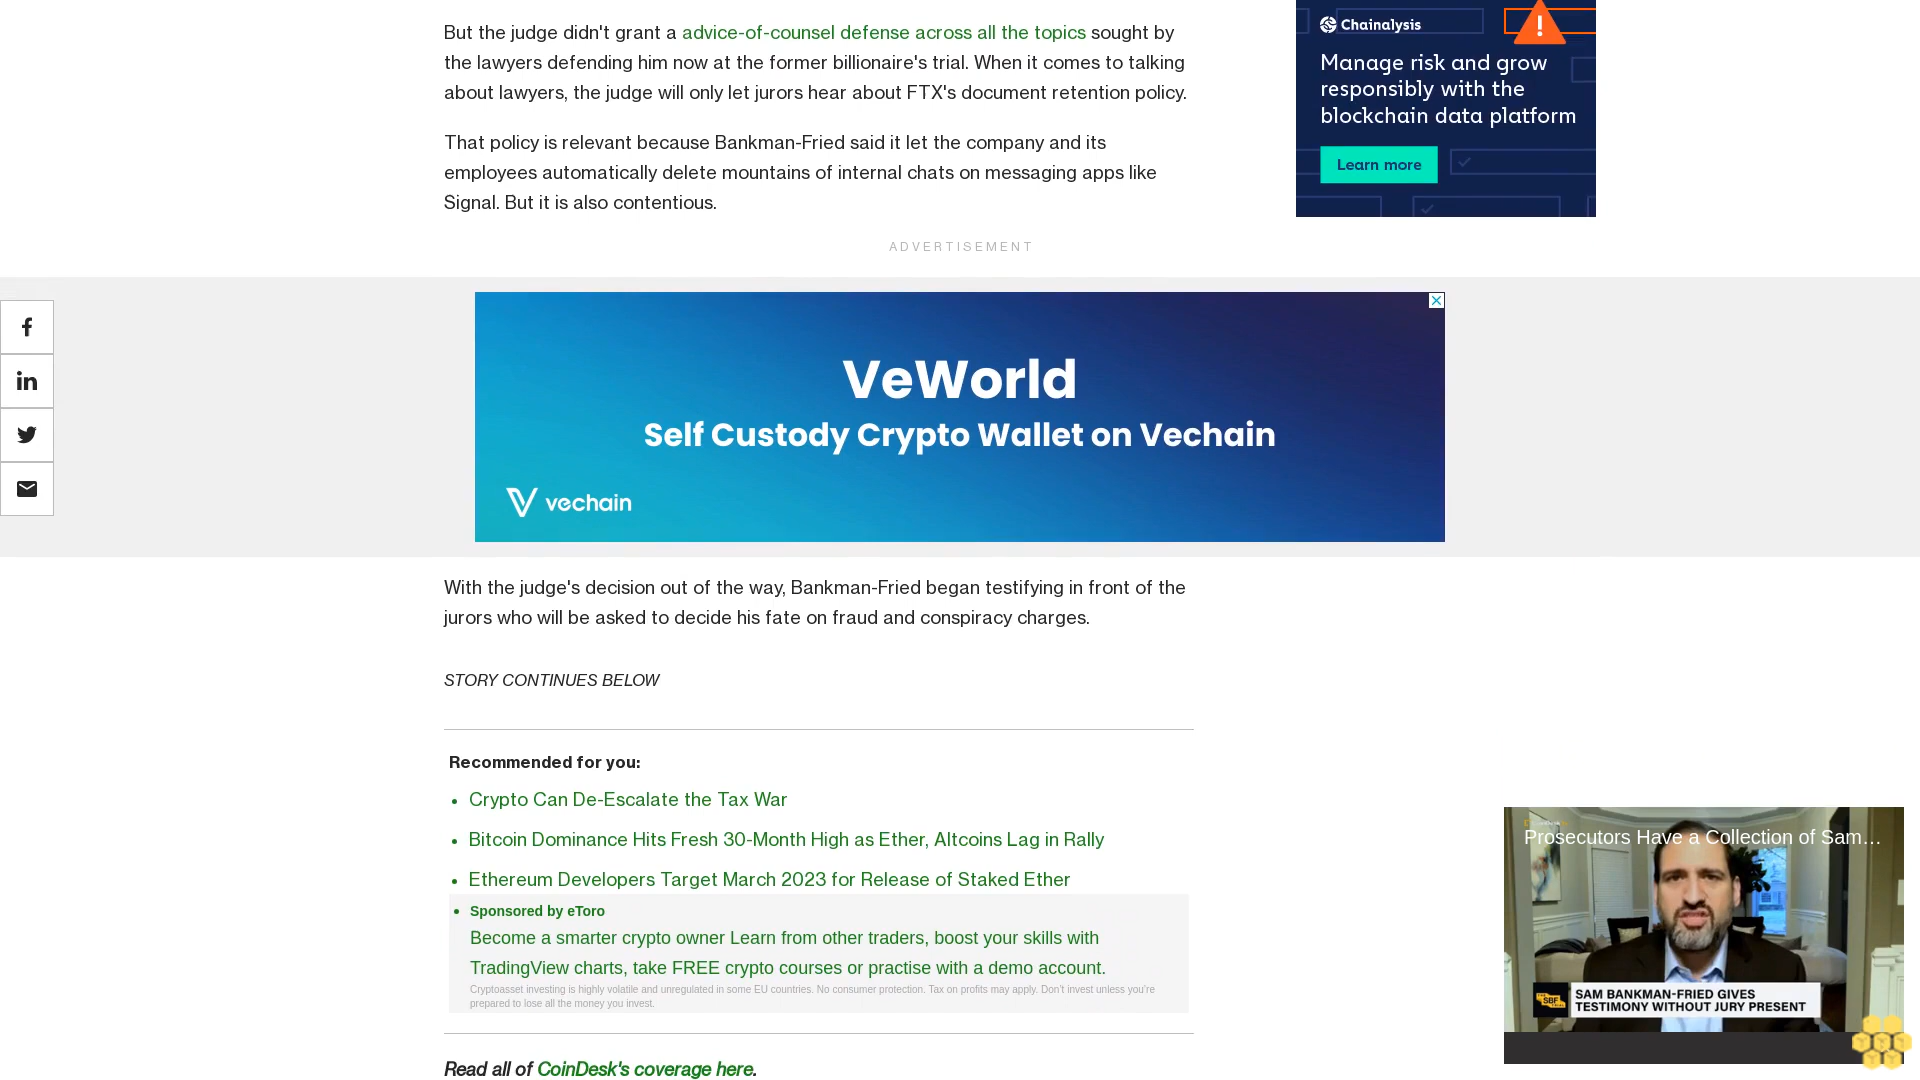 But the judge didn't grant a advice-of-counsel defense across all the topics sought by
the lawyers defending him now at the former billionaire's trial. When it comes to talking
about lawyers, the judge will only let jurors hear about FTX's document retention policy.
That policy is relevant because Bankman-Fried said it let the company and its
employees automatically delete mountains of internal chats on messaging apps like
Signal. But it is also contentious.
Chainalysis
Manage risk and grow
responsibly with the
blockchain data platform
Learn more
ADVERTISEMENT
VeWorld
Self Custody Crypto Wallet on Vechain
vechain
With the judge's decision out of the way, Bankman-Fried began testifying in front of the
jurors who will be asked to decide his fate on fraud and conspiracy charges.
STORY CONTINUES BELOW
Recommended for you:
• Crypto Can De-Escalate the Tax War
• Bitcoin Dominance Hits Fresh 30-Month High as Ether, Altcoins Lag in Rally
• Ethereum Developers Target March 2023 for Release of Staked Ether
• Sponsored by eToro
Become a smarter crypto owner Learn from other traders, boost your skills with
TradingView charts, take FREE crypto courses or practise with a demo account.
Cryptoasset investing is highly volatile and unregulated in some EU countries. No consumer protection. Tax on profits may apply. Don't invest unless you're
prepared to lose all the money you invest.
Read all of CoinDesk's coverage here.
Prosecutors Have a Collection of Sam…
SBF
SAM BANKMAN-FRIED GIVES
TESTIMONY WITHOUT JURY PRESENT